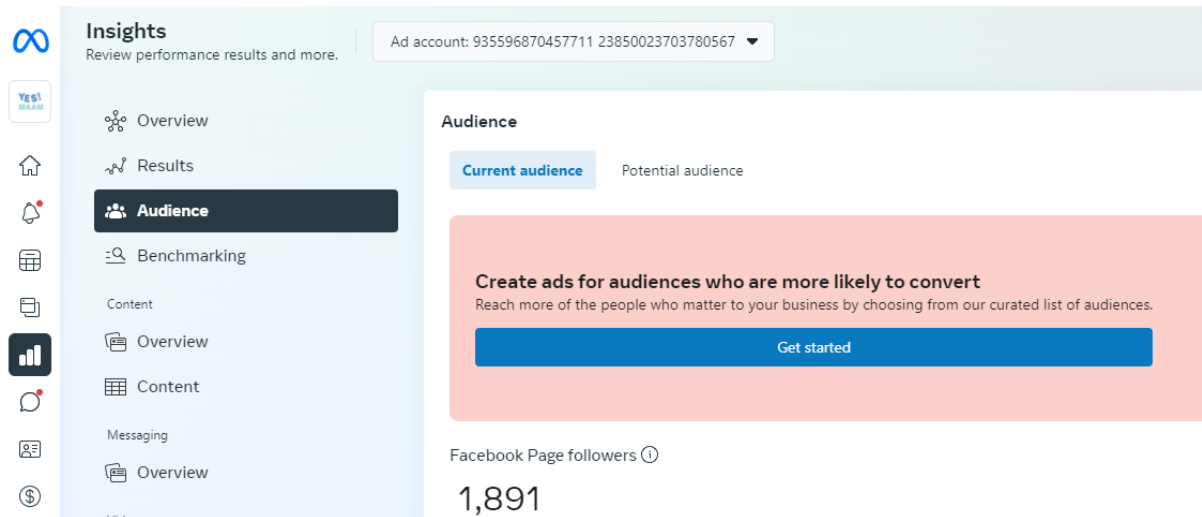 Insights
Review performance results and more.
Ad account: 935596870457711 23850023703780567
YES!
MAAM
Overview
Results
Audience
Benchmarking
Content
Overview
Content
Messaging
Overview
Audience
Current audience
Potential audience
Create ads for audiences who are more likely to convert
Reach more of the people who matter to your business by choosing from our curated list of audiences.
Get started
Facebook Page followers
1,891